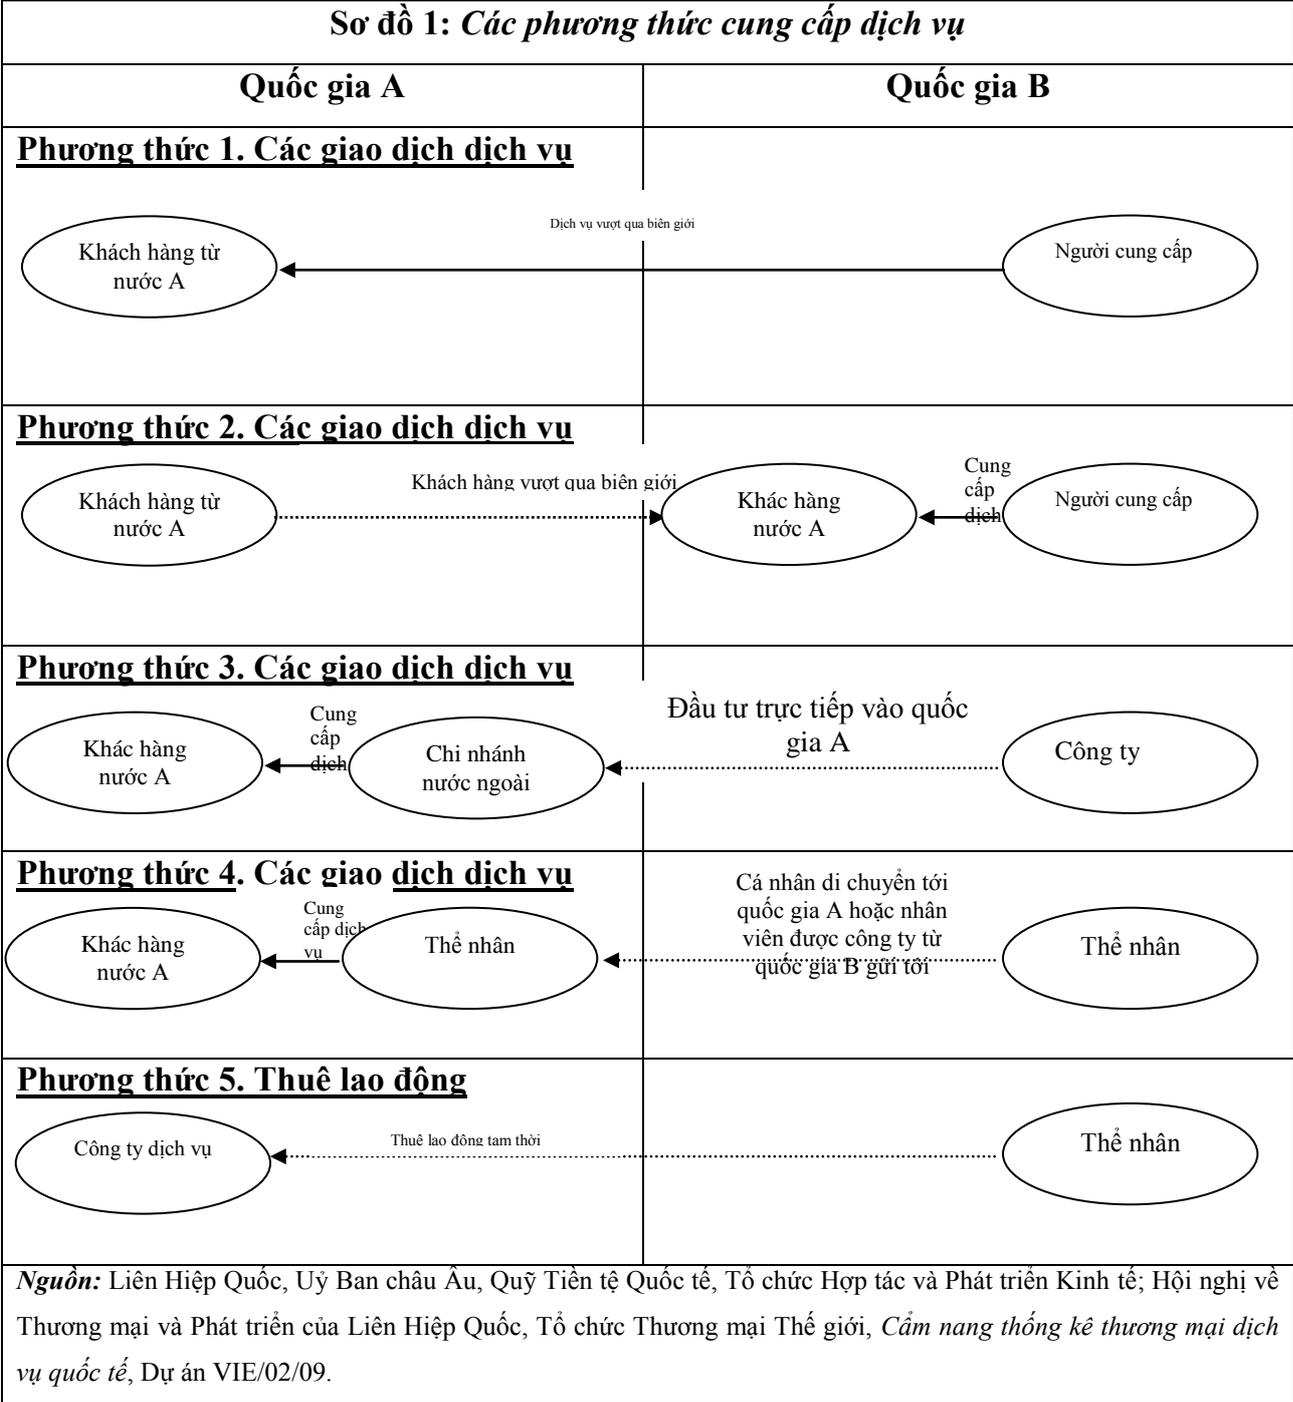 Sơ đồ 1: Các phương thức cung cấp dịch vụ
Quốc gia A
Quốc gia B
Phương thức 1. Các giao dịch dịch vụ
Dịch vụ vượt qua biên giới
Khách hàng từ
nước A
Người cung cấp
Phương thức 2. Các giao dịch dịch vụ
Khách hàng từ
nước A
Khách hàng vượt qua biên giới
Khác hàng
nước A
Cung
cấp
dịch
Người cung cấp
Phương thức 3. Các giao dịch dịch vụ
Khác hàng
nước A
Cung
cấp
dịch
Chi nhánh
nước ngoài
Đầu tư trực tiếp vào quốc
gia A
Công ty
Phương thức 4. Các giao dịch dịch vụ
Khác hàng
nước A
Cung
cấp dịch
vụ
Thể nhân
Cá nhân di chuyển tới
quốc gia A hoặc nhân
viên được công ty từ
quốc gia B gửi tới
Thể nhân
Phương thức 5. Thuê lao động
Công ty dịch vụ
Thuê lao động tạm thời
Thể nhân
Nguồn: Liên Hiệp Quốc, Uỷ Ban châu Âu, Quỹ Tiền tệ Quốc tế, Tổ chức Hợp tác và Phát triển Kinh tế; Hội nghị về
Thương mại và Phát triển của Liên Hiệp Quốc, Tổ chức Thương mại Thế giới, Cẩm nang thống kê thương mại dịch
vụ quốc tế, Dự án VIE/02/09.